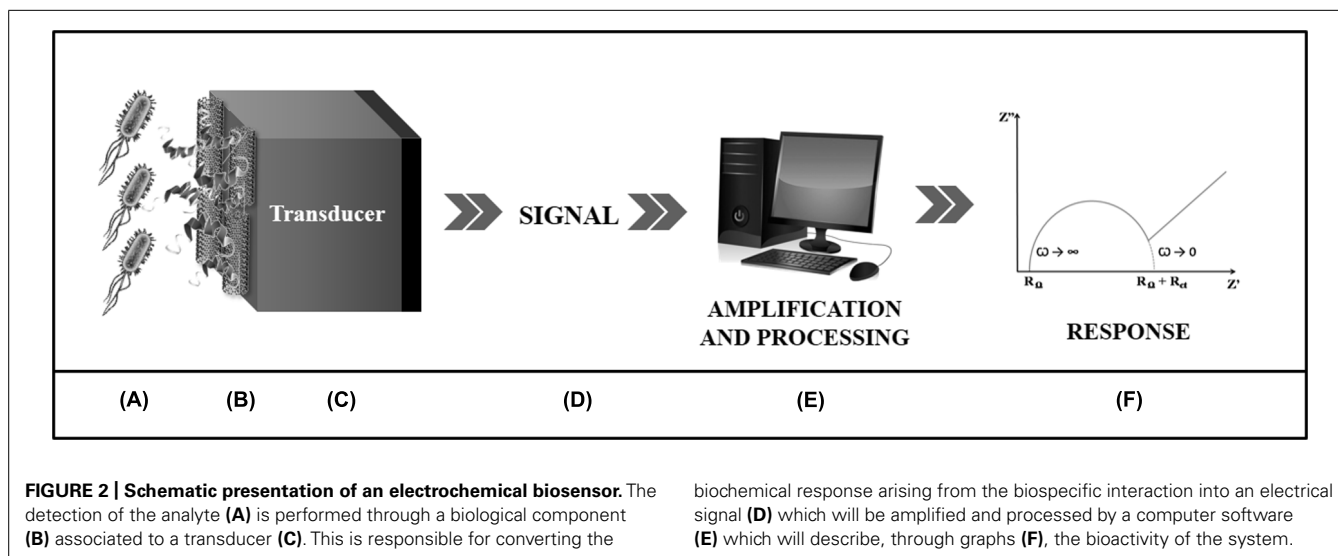 Transducer
SIGNAL
AMPLIFICATION
AND PROCESSING
Z"
ω → ∞
ω → 0
R_Ω
R_Ω + R_ct
Z'
RESPONSE
(A)
(B)
(C)
(D)
(E)
(F)
FIGURE 2 | Schematic presentation of an electrochemical biosensor. The
detection of the analyte (A) is performed through a biological component
(B) associated to a transducer (C). This is responsible for converting the
biochemical response arising from the biospecific interaction into an electrical
signal (D) which will be amplified and processed by a computer software
(E) which will describe, through graphs (F), the bioactivity of the system.